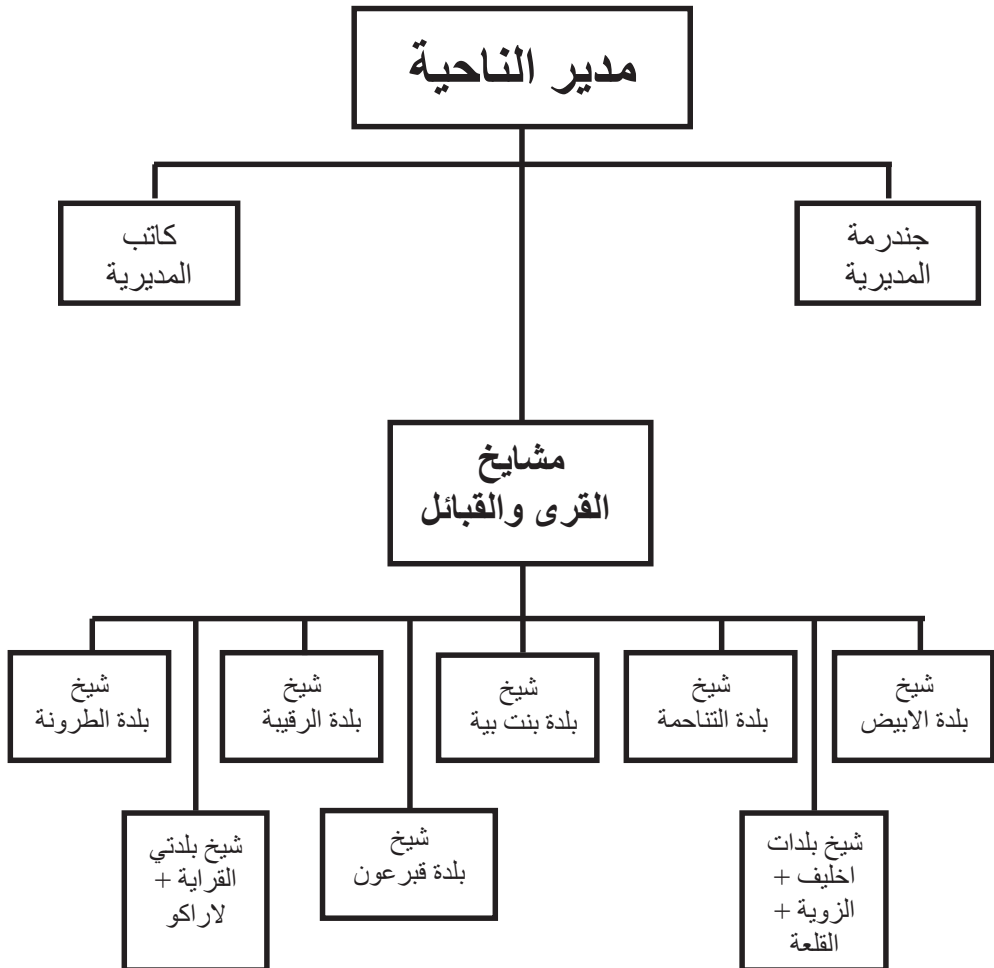 مدير الناحية
جندرمة
المديرية
كاتب
المديرية
مشايخ
القرى والقبائل
شيخ
بلدة الابيض
شيخ
بلدة التناحمة
شيخ
بلدة بنت بية
شيخ
بلدة الرقيبة
شيخ
بلدة الطرونة
شيخ بلدات
اخليف +
الزوية +
القلعة
شيخ
بلدة قبرعون
شيخ بلدتي
القراية +
لاراكو